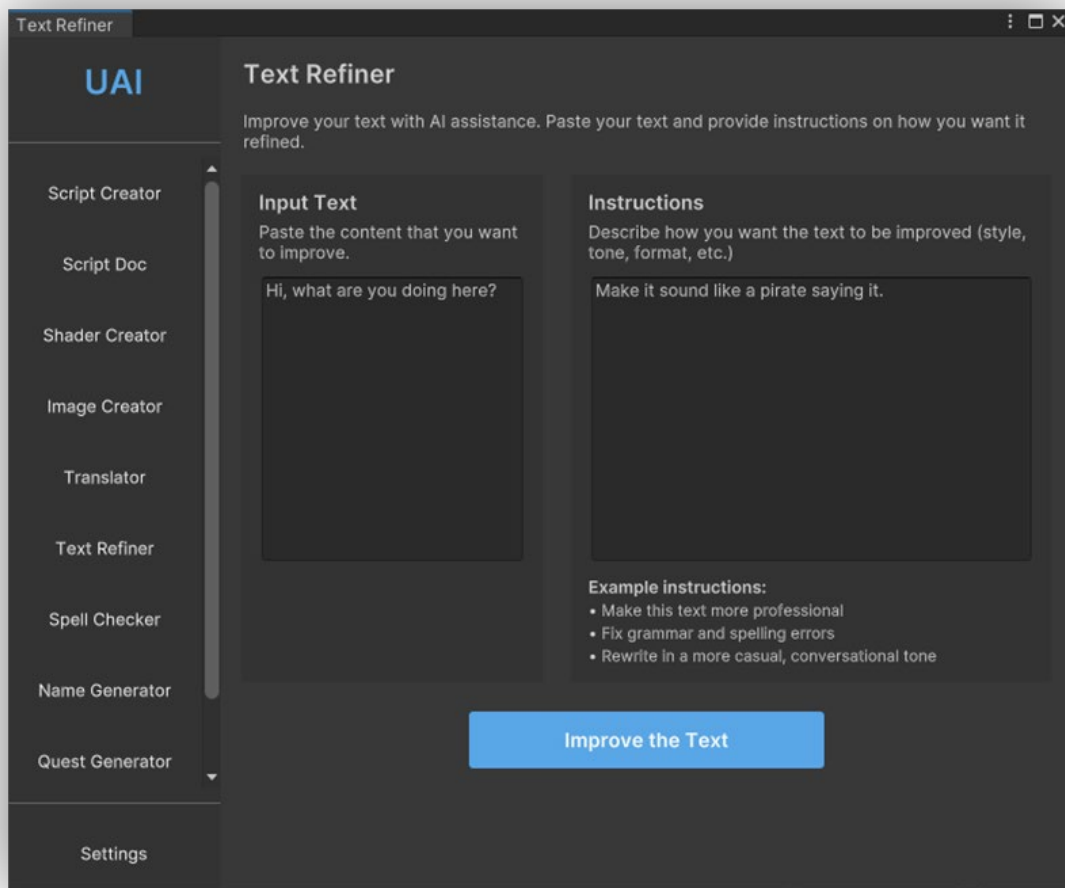 Text Refiner
UAI
Script Creator
Script Doc
Shader Creator
Image Creator
Translator
Text Refiner
Spell Checker
Name Generator
Quest Generator
Settings
Text Refiner
Improve your text with AI assistance. Paste your text and provide instructions on how you want it
refined.
Input Text
Paste the content that you want
to improve.
Hi, what are you doing here?
Instructions
Describe how you want the text to be improved (style,
tone, format, etc.)
Make it sound like a pirate saying it.
Example instructions:
• Make this text more professional
• Fix grammar and spelling errors
• Rewrite in a more casual, conversational tone
Improve the Text